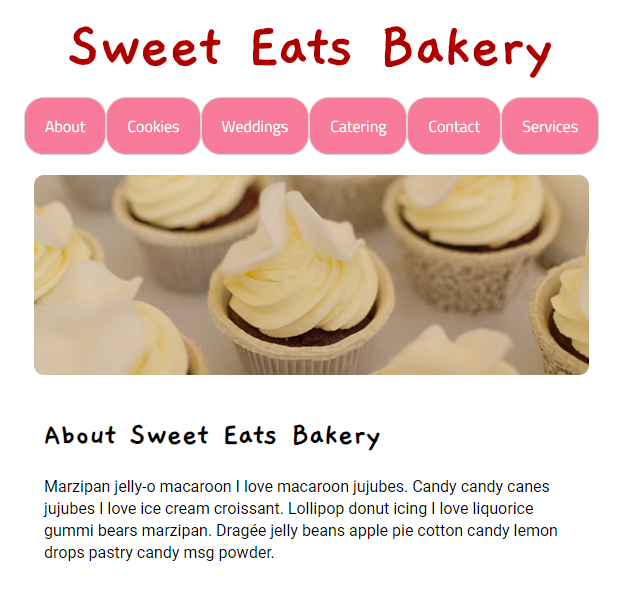 Sweet Eats Bakery
About Cookies Weddings Catering Contact Services
About Sweet Eats Bakery
Marzipan jelly-o macaroon I love macaroon jujubes. Candy candy canes
jujubes I love ice cream croissant. Lollipop donut icing I love liquorice
gummi bears marzipan. Dragée jelly beans apple pie cotton candy lemon
drops pastry candy msg powder.